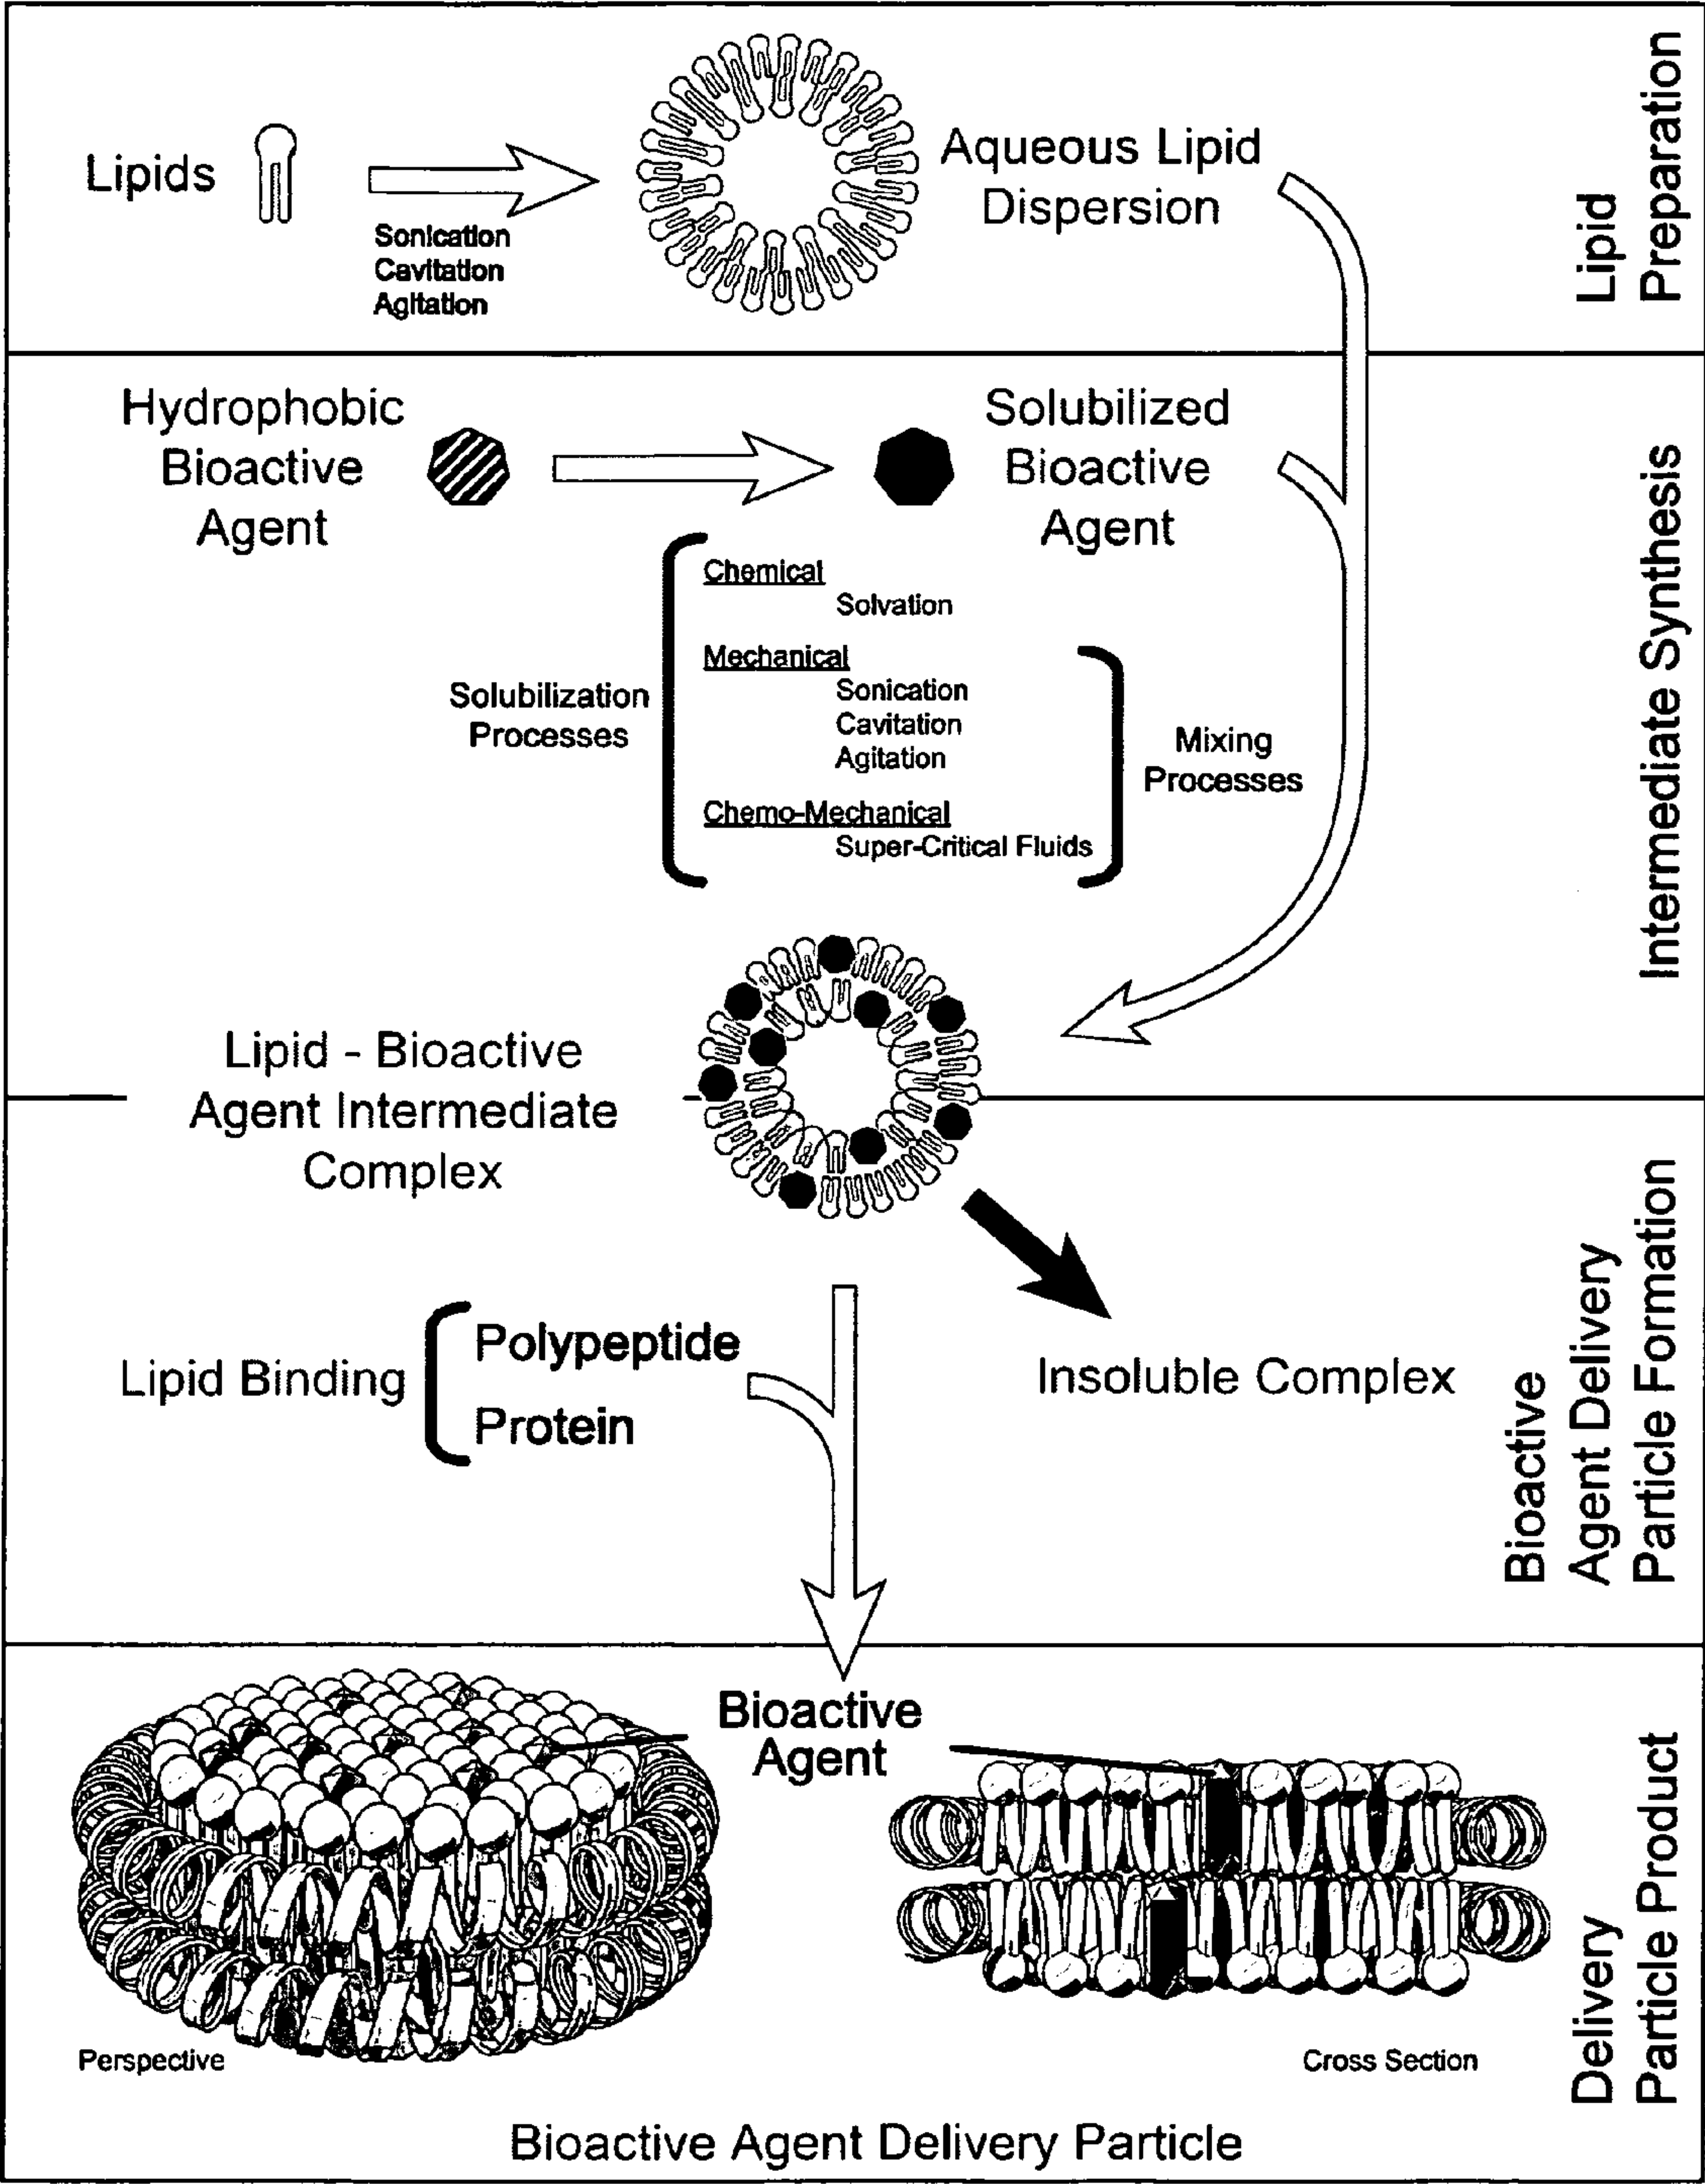 Lipids
Sonication
Cavitation
Agitation
Aqueous Lipid
Dispersion
Lipid
Preparation
Hydrophobic
Bioactive
Agent
Solubilized
Bioactive
Agent
Solubilization
Processes
Chemical
Solvation
Mechanical
Sonication
Cavitation
Agitation
Chemo-Mechanical
Super-Critical Fluids
Mixing
Processes
Intermediate Synthesis
Lipid - Bioactive
Agent Intermediate
Complex
Lipid Binding
Polypeptide
Protein
Insoluble Complex
Bioactive
Agent Delivery
Particle Formation
Bioactive
Agent
Perspective
Cross Section
Delivery
Particle Product
Bioactive Agent Delivery Particle